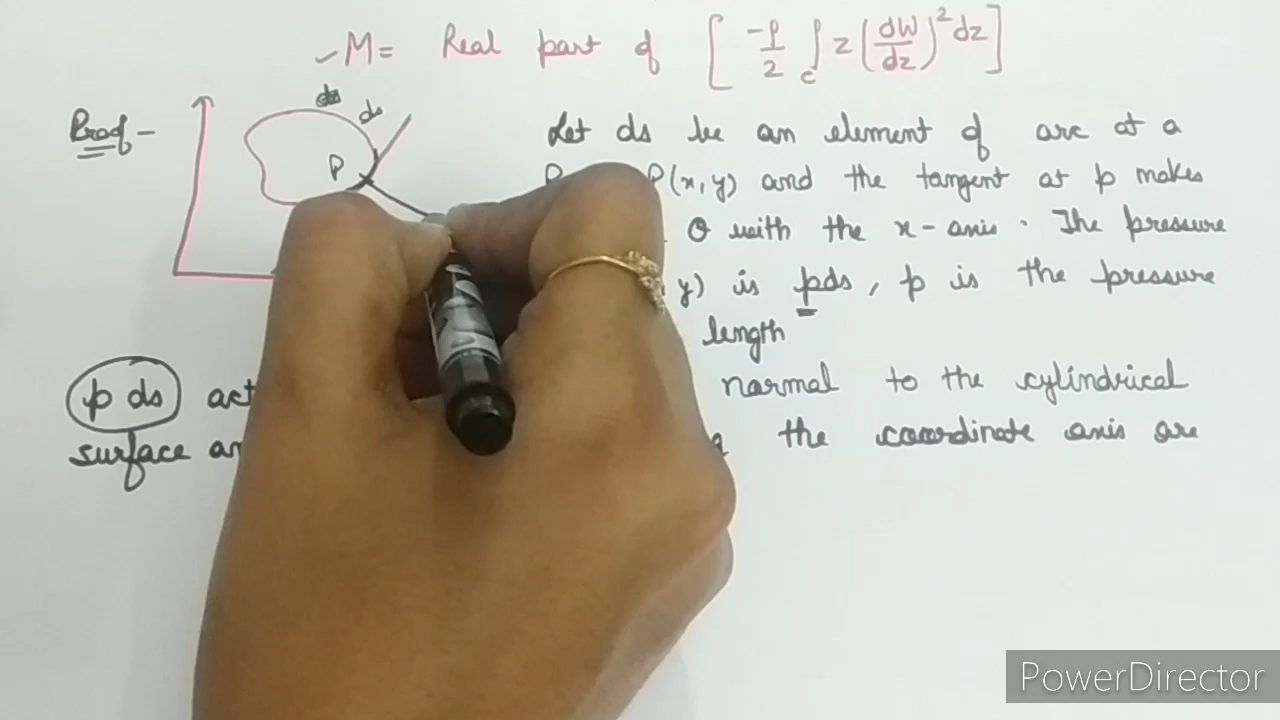 M = Real part of [ -ρ/2 ∫c z (dW/dz)² dz ]
Proof -
ds
P
Let ds be an element of arc at a
P(x, y) and the tangent at p makes
θ with the x-axis. The pressure
y) is pds, p is the pressure
length
p ds act normal to the cylindrical
surface an the coordinate axis are
PowerDirector